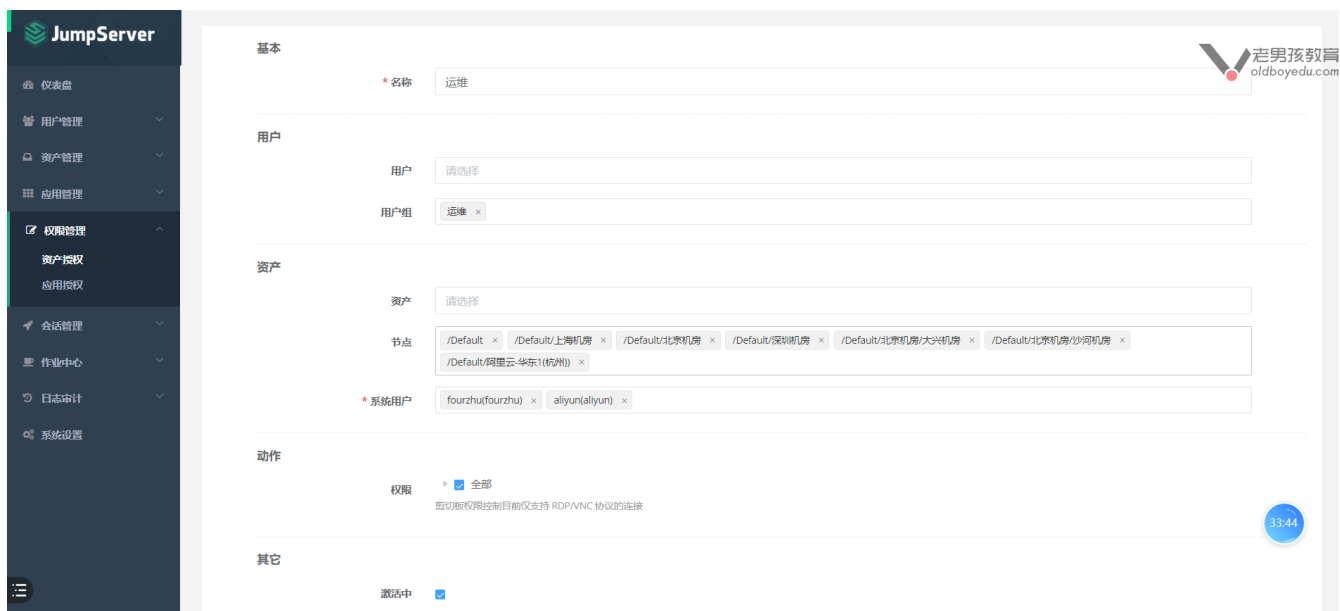 JumpServer
仪表盘
用户管理
资产管理
应用管理
权限管理
资产授权
应用授权
会话管理
作业中心
日志审计
系统设置
老男孩教育
oldboyedu.com
基本
* 名称 运维
用户
用户 请选择
用户组 运维 ×
资产
资产 请选择
节点 /Default × /Default/上海机房 × /Default/北京机房 × /Default/深圳机房 × /Default/北京机房/大兴机房 × /Default/北京机房/沙河机房 ×
/Default/阿里云-华东1(杭州)) ×
* 系统用户 fourzhu(fourzhu) × aliyun(aliyun) ×
动作
权限 全部
剪切板权限控制目前仅支持 RDP/VNC 协议的连接
33:44
其它
激活中